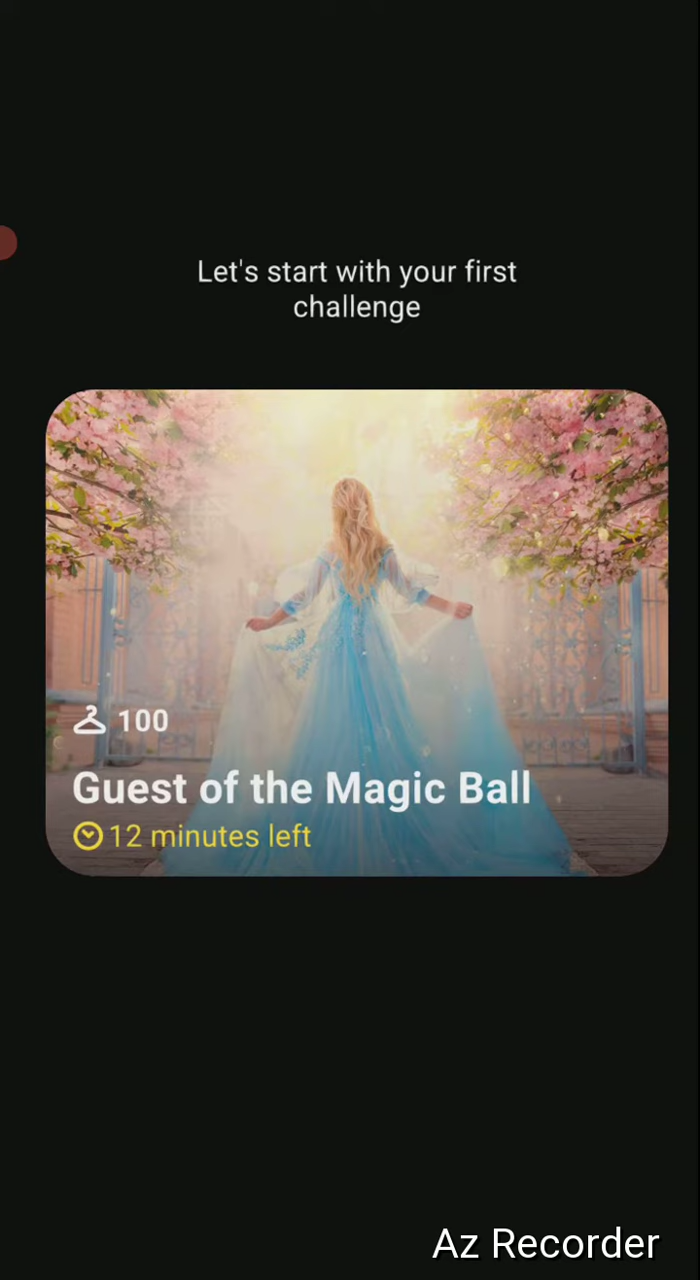 Let's start with your first
challenge
100
Guest of the Magic Ball
12 minutes left
Az Recorder